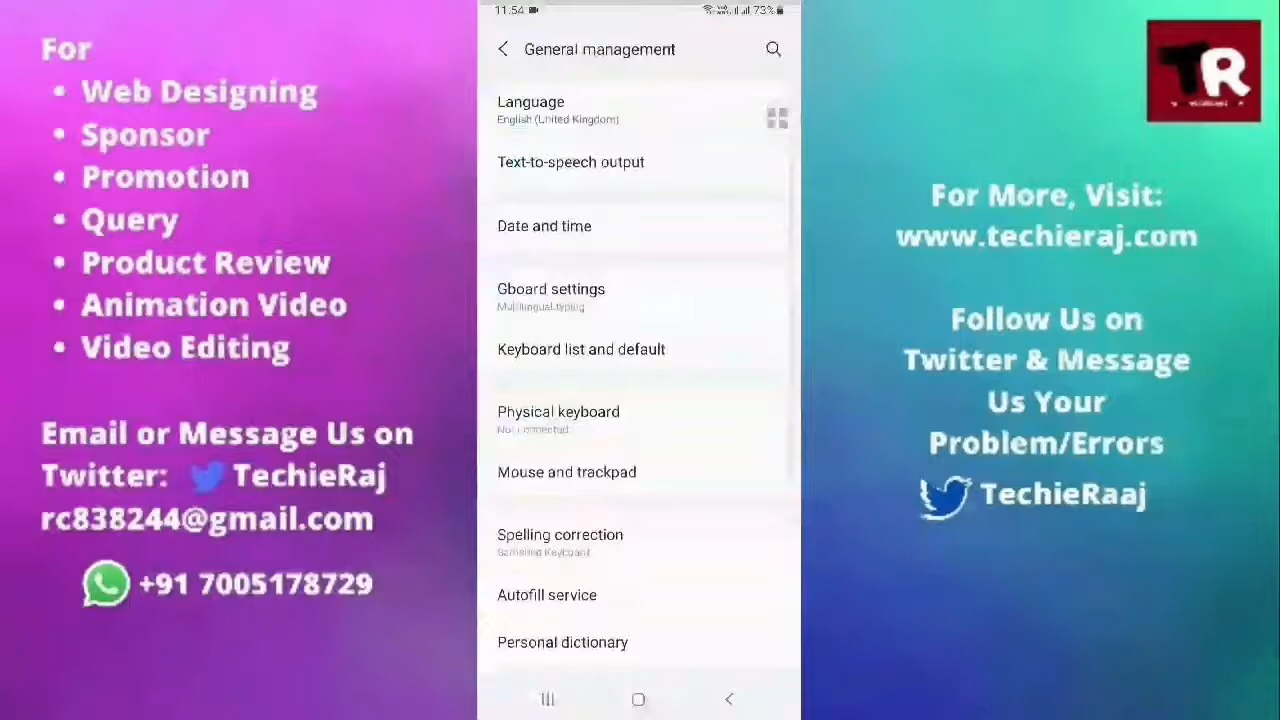 For
• Web Designing
• Sponsor
• Promotion
• Query
• Product Review
• Animation Video
• Video Editing
Email or Message Us on
Twitter: TechieRaj
rc838244@gmail.com
+91 7005178729
11:54
73%
General management
Language
English (United Kingdom)
Text-to-speech output
Date and time
Gboard settings
Multilingual typing
Keyboard list and default
Physical keyboard
Not connected
Mouse and trackpad
Spelling correction
Samsung Keyboard
Autofill service
Personal dictionary
TR
For More, Visit:
www.techieraj.com
Follow Us on
Twitter & Message
Us Your
Problem/Errors
TechieRaaj